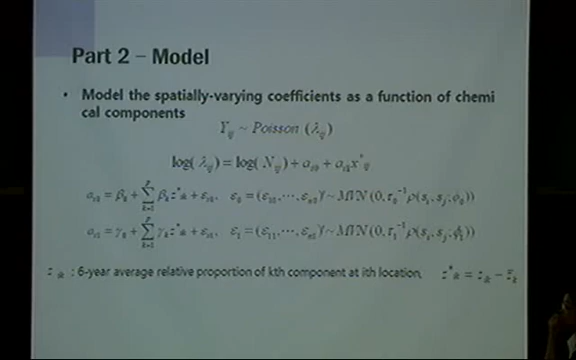 Part 2 – Model
• Model the spatially-varying coefficients as a function of chemi
cal components
Y_ij ~ Poisson (λ_ij)
log( λ_ij ) = log( N_ij ) + α_i0 + α_i1 x*_ij
α_i0 = β_0 + Σ_{k=1}^{p} β_k z*_ik + ε_i0, ε_0 = (ε_10, ⋯, ε_n0)' ~ MVN(0, τ_0^{-1} ρ(s_i, s_j; φ_0))
α_i1 = γ_0 + Σ_{k=1}^{p} γ_k z*_ik + ε_i1, ε_1 = (ε_11, ⋯, ε_n1)' ~ MVN(0, τ_1^{-1} ρ(s_i, s_j; φ_1))
z_ik : 6-year average relative proportion of kth component at ith location, z*_ik = z_ik − z̄_k